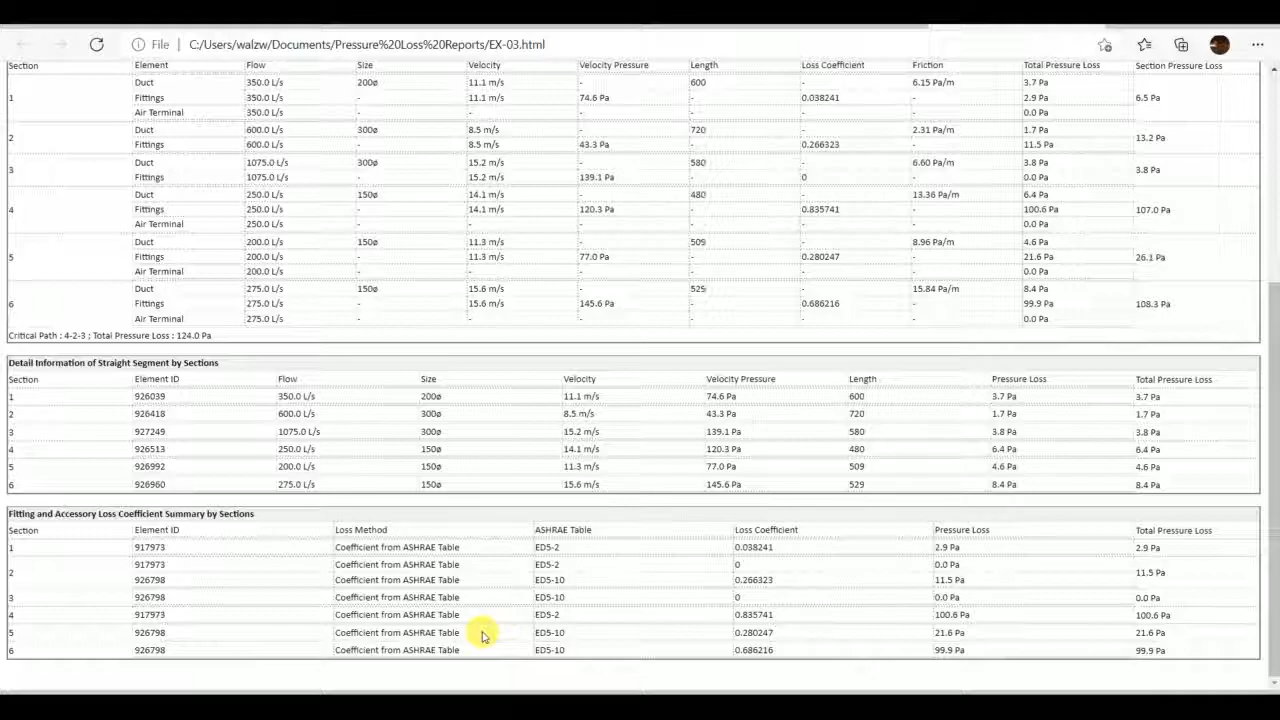 File | C:/Users/walzw/Documents/Pressure%20Loss%20Reports/EX-03.html
Section Element Flow Size Velocity Velocity Pressure Length Loss Coefficient Friction Total Pressure Loss Section Pressure Loss
Duct 350.0 L/s 200ø 11.1 m/s - 600 - 6.15 Pa/m 3.7 Pa
1 Fittings 350.0 L/s - 11.1 m/s 74.6 Pa - 0.038241 - 2.9 Pa 6.5 Pa
Air Terminal 350.0 L/s - - - - - - 0.0 Pa
Duct 600.0 L/s 300ø 8.5 m/s - 720 - 2.31 Pa/m 1.7 Pa
2 13.2 Pa
Fittings 600.0 L/s - 8.5 m/s 43.3 Pa - 0.266323 - 11.5 Pa
Duct 1075.0 L/s 300ø 15.2 m/s - 580 - 6.60 Pa/m 3.8 Pa
3 3.8 Pa
Fittings 1075.0 L/s - 15.2 m/s 139.1 Pa - 0 - 0.0 Pa
Duct 250.0 L/s 150ø 14.1 m/s - 480 - 13.36 Pa/m 6.4 Pa
4 Fittings 250.0 L/s - 14.1 m/s 120.3 Pa - 0.835741 - 100.6 Pa 107.0 Pa
Air Terminal 250.0 L/s - - - - - - 0.0 Pa
Duct 200.0 L/s 150ø 11.3 m/s - 509 - 8.96 Pa/m 4.6 Pa
5 Fittings 200.0 L/s - 11.3 m/s 77.0 Pa - 0.280247 - 21.6 Pa 26.1 Pa
Air Terminal 200.0 L/s - - - - - - 0.0 Pa
Duct 275.0 L/s 150ø 15.6 m/s - 529 - 15.84 Pa/m 8.4 Pa
6 Fittings 275.0 L/s - 15.6 m/s 145.6 Pa - 0.686216 - 99.9 Pa 108.3 Pa
Air Terminal 275.0 L/s - - - - - - 0.0 Pa
Critical Path : 4-2-3 ; Total Pressure Loss : 124.0 Pa
Detail Information of Straight Segment by Sections
Section Element ID Flow Size Velocity Velocity Pressure Length Pressure Loss Total Pressure Loss
1 926039 350.0 L/s 200ø 11.1 m/s 74.6 Pa 600 3.7 Pa 3.7 Pa
2 926418 600.0 L/s 300ø 8.5 m/s 43.3 Pa 720 1.7 Pa 1.7 Pa
3 927249 1075.0 L/s 300ø 15.2 m/s 139.1 Pa 580 3.8 Pa 3.8 Pa
4 926513 250.0 L/s 150ø 14.1 m/s 120.3 Pa 480 6.4 Pa 6.4 Pa
5 926992 200.0 L/s 150ø 11.3 m/s 77.0 Pa 509 4.6 Pa 4.6 Pa
6 926960 275.0 L/s 150ø 15.6 m/s 145.6 Pa 529 8.4 Pa 8.4 Pa
Fitting and Accessory Loss Coefficient Summary by Sections
Section Element ID Loss Method ASHRAE Table Loss Coefficient Pressure Loss Total Pressure Loss
1 917973 Coefficient from ASHRAE Table ED5-2 0.038241 2.9 Pa 2.9 Pa
917973 Coefficient from ASHRAE Table ED5-2 0 0.0 Pa
2 11.5 Pa
926798 Coefficient from ASHRAE Table ED5-10 0.266323 11.5 Pa
3 926798 Coefficient from ASHRAE Table ED5-10 0 0.0 Pa 0.0 Pa
4 917973 Coefficient from ASHRAE Table ED5-2 0.835741 100.6 Pa 100.6 Pa
5 926798 Coefficient from ASHRAE Table ED5-10 0.280247 21.6 Pa 21.6 Pa
6 926798 Coefficient from ASHRAE Table ED5-10 0.686216 99.9 Pa 99.9 Pa